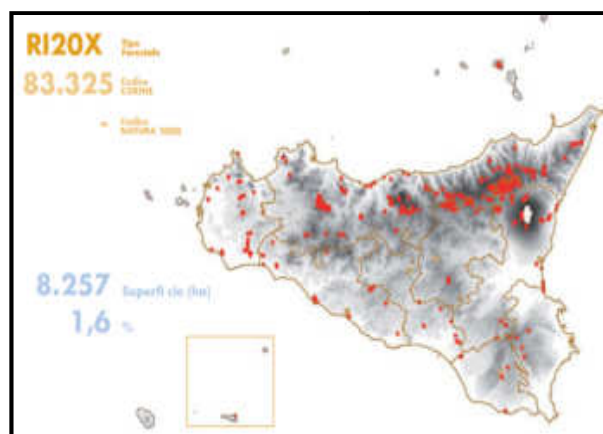 RI20X Tipo Forestale
83.325 Codice CORINE
- Codice NATURA 2000
8.257 Superfi cie (ha)
1,6 %